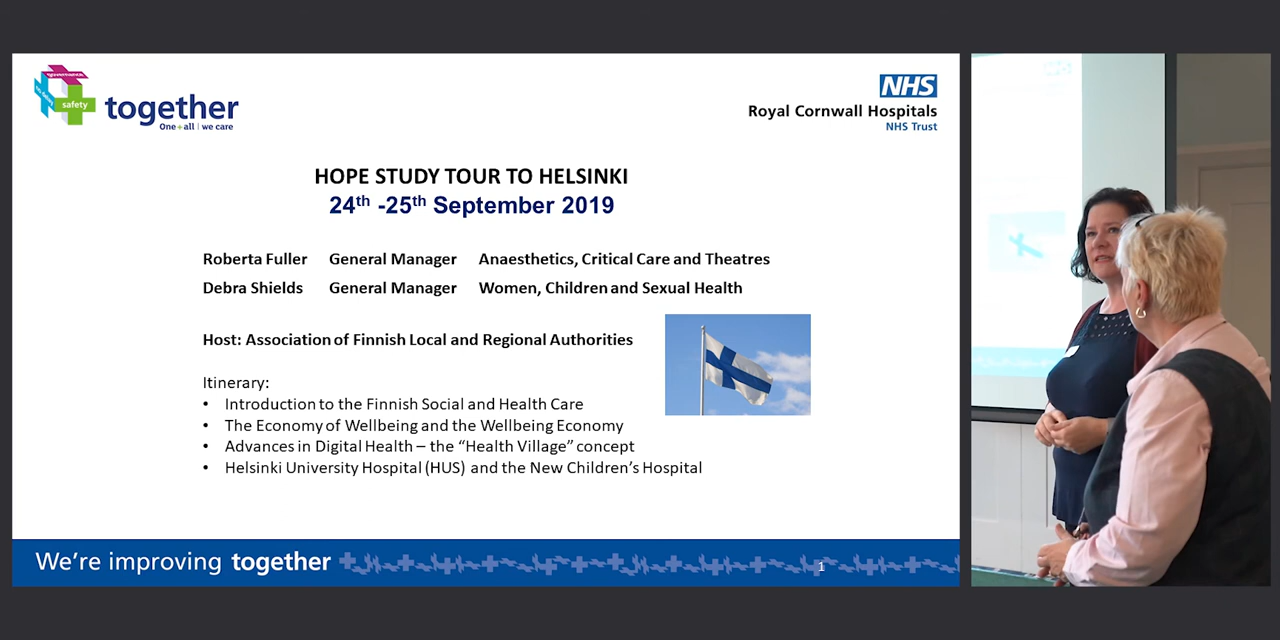 safety
together
One + all | we care
NHS
Royal Cornwall Hospitals
NHS Trust
HOPE STUDY TOUR TO HELSINKI
24th -25th September 2019
Roberta Fuller General Manager Anaesthetics, Critical Care and Theatres
Debra Shields General Manager Women, Children and Sexual Health
Host: Association of Finnish Local and Regional Authorities
Itinerary:
• Introduction to the Finnish Social and Health Care
• The Economy of Wellbeing and the Wellbeing Economy
• Advances in Digital Health – the “Health Village” concept
• Helsinki University Hospital (HUS) and the New Children’s Hospital
We’re improving together
1